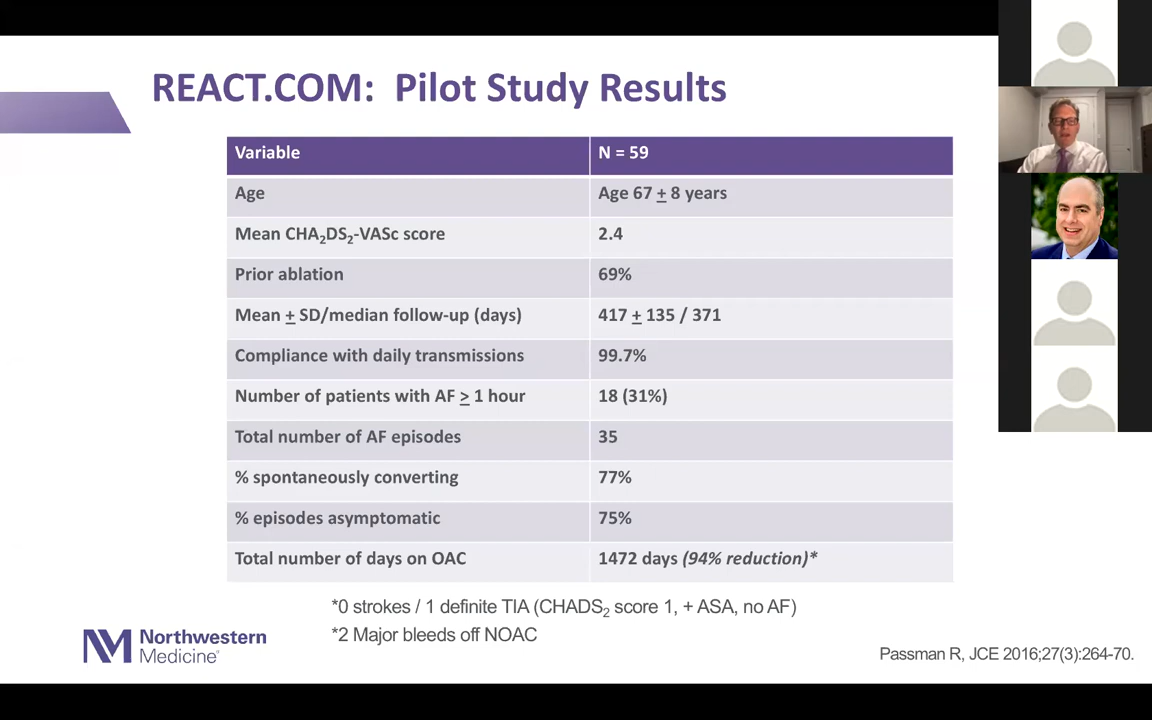 REACT.COM: Pilot Study Results
Variable N = 59
Age Age 67 ± 8 years
Mean CHA₂DS₂-VASc score 2.4
Prior ablation 69%
Mean ± SD/median follow-up (days) 417 ± 135 / 371
Compliance with daily transmissions 99.7%
Number of patients with AF ≥ 1 hour 18 (31%)
Total number of AF episodes 35
% spontaneously converting 77%
% episodes asymptomatic 75%
Total number of days on OAC 1472 days (94% reduction)*
*0 strokes / 1 definite TIA (CHADS₂ score 1, + ASA, no AF)
*2 Major bleeds off NOAC
Northwestern
Medicine®
Passman R, JCE 2016;27(3):264-70.